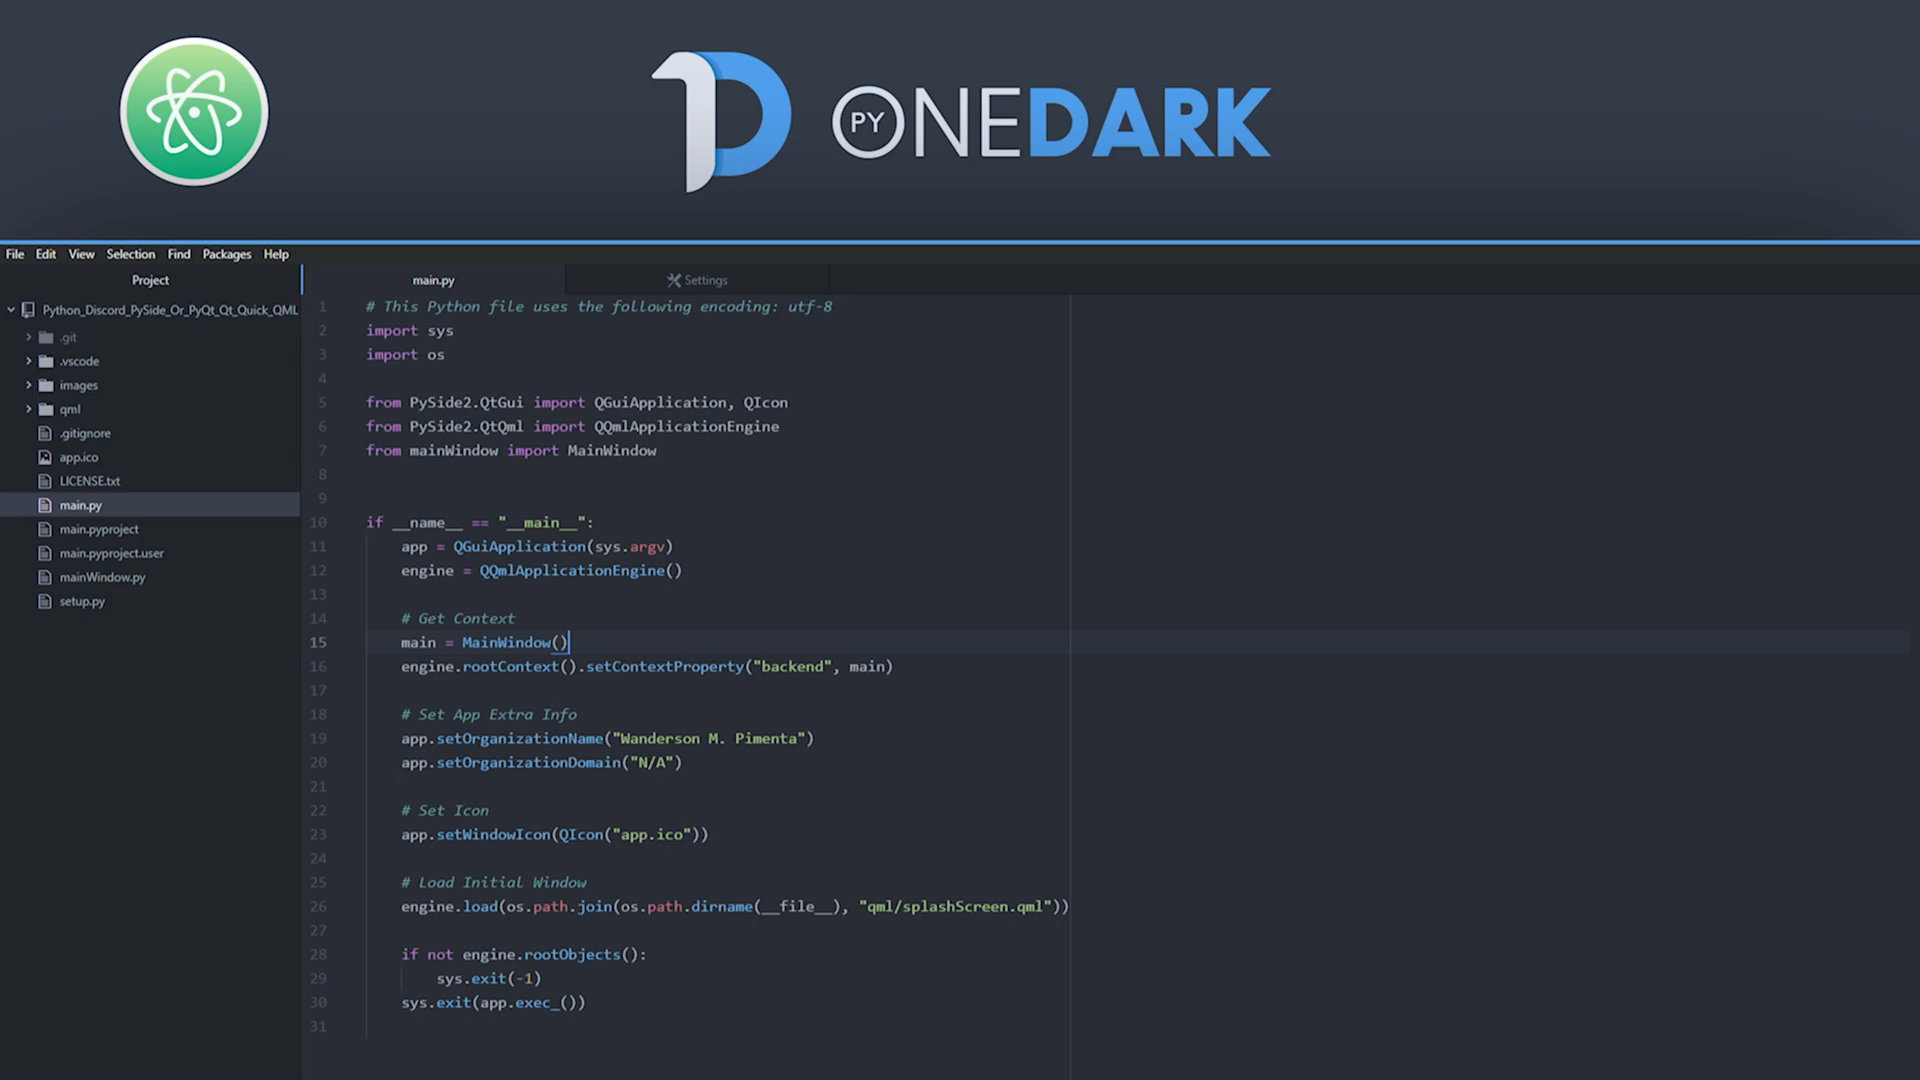 PY ONEDARK
File Edit View Selection Find Packages Help
Project
main.py
Settings
Python_Discord_PySide_Or_PyQt_Qt_Quick_QML
.git
.vscode
images
qml
.gitignore
app.ico
LICENSE.txt
main.py
main.pyproject
main.pyproject.user
mainWindow.py
setup.py
1 # This Python file uses the following encoding: utf-8
2 import sys
3 import os
4
5 from PySide2.QtGui import QGuiApplication, QIcon
6 from PySide2.QtQml import QQmlApplicationEngine
7 from mainWindow import MainWindow
8
9
10 if __name__ == "__main__":
11     app = QGuiApplication(sys.argv)
12     engine = QQmlApplicationEngine()
13
14     # Get Context
15     main = MainWindow()
16     engine.rootContext().setContextProperty("backend", main)
17
18     # Set App Extra Info
19     app.setOrganizationName("Wanderson M. Pimenta")
20     app.setOrganizationDomain("N/A")
21
22     # Set Icon
23     app.setWindowIcon(QIcon("app.ico"))
24
25     # Load Initial Window
26     engine.load(os.path.join(os.path.dirname(__file__), "qml/splashScreen.qml"))
27
28     if not engine.rootObjects():
29         sys.exit(-1)
30     sys.exit(app.exec_())
31